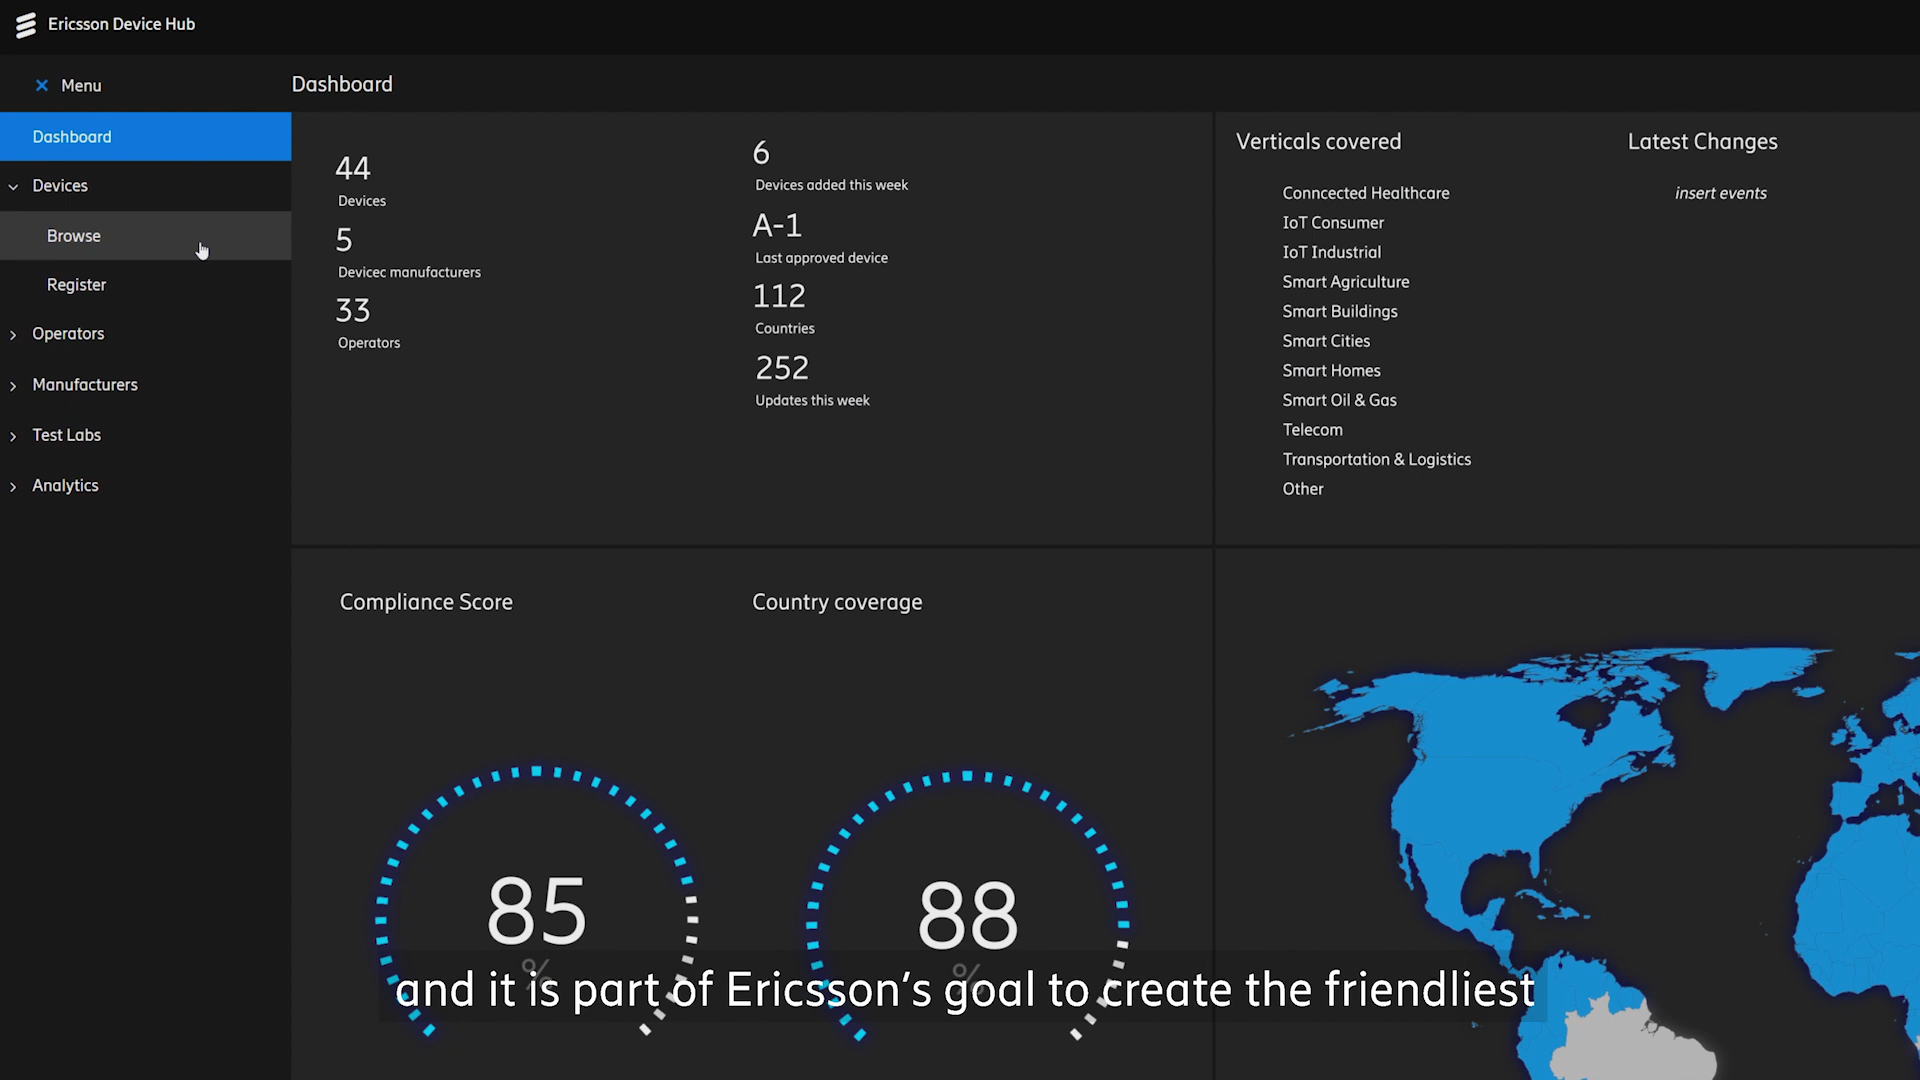 Ericsson Device Hub
Menu
Dashboard
Dashboard
Devices
Browse
Register
Operators
Manufacturers
Test Labs
Analytics
44
Devices
5
Devicec manufacturers
33
Operators
6
Devices added this week
A-1
Last approved device
112
Countries
252
Updates this week
Verticals covered
Conncected Healthcare
IoT Consumer
IoT Industrial
Smart Agriculture
Smart Buildings
Smart Cities
Smart Homes
Smart Oil & Gas
Telecom
Transportation & Logistics
Other
Latest Changes
insert events
Compliance Score
85
%
Country coverage
88
%
and it is part of Ericsson's goal to create the friendliest